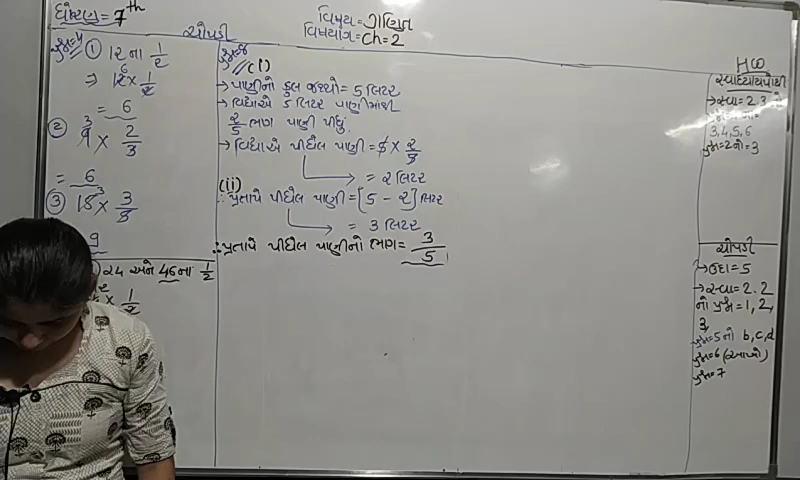 ધોરણ = 7th
વિષય = ગણિત
વિષયાંગ = Ch = 2
ચોપડી
① 12 ના 1/2
⇒ 12 × 1/2
= 6
② 9 × 2/3
= 6
③ 18 × 3/3
9
24 અને 46 ના 1/2
× 1/2
(i)
→ પાણીનો કુલ જથ્થો = 5 લિટર
→ વિદ્યાએ 5 લિટર પાણીમાંથી
2/5 ભાગ પાણી પીધું
→ વિદ્યાએ પીધેલ પાણી = 5 × 2/5
= 2 લિટર
(ii)
∴ પ્રતાપે પીધેલ પાણી = [5 - 2] લિટર
= 3 લિટર
∴ પ્રતાપે પીધેલ પાણીનો ભાગ = 3/5
HW
સ્વાધ્યાયપોથી
→ સ્વા = 2.3
3,4,5,6
પ્રશ્ન = 2 નો = 3
ચોપડી
→ ઉદા = 5
→ સ્વા = 2.2
નો પ્રશ્ન = 1, 2,
3
પ્રશ્ન = 5 નો b, c, d
પ્રશ્ન = 6 (આખો)
પ્રશ્ન = 7